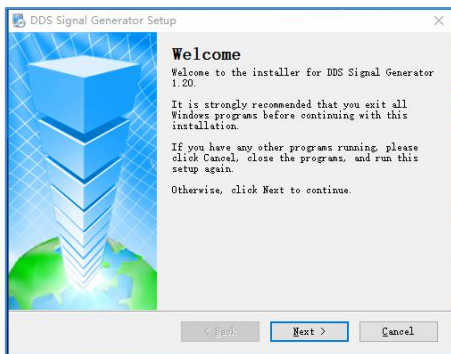 DDS Signal Generator Setup
Welcome
Welcome to the installer for DDS Signal Generator
1.20.
It is strongly recommended that you exit all
Windows programs before continuing with this
installation.
If you have any other programs running, please
click Cancel, close the programs, and run this
setup again.
Otherwise, click Next to continue.
< Back
Next >
Cancel